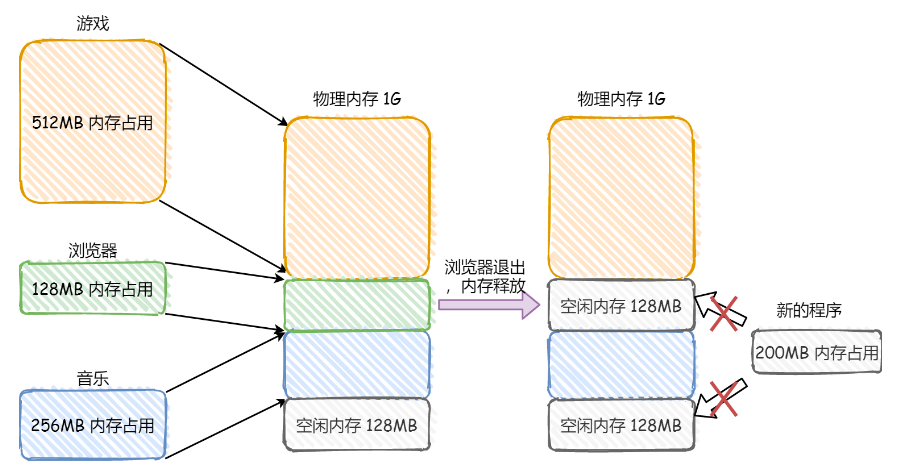 游戏
512MB 内存占用
浏览器
128MB 内存占用
音乐
256MB 内存占用
物理内存 1G
空闲内存 128MB
浏览器退出
，内存释放
物理内存 1G
空闲内存 128MB
空闲内存 128MB
新的程序
200MB 内存占用